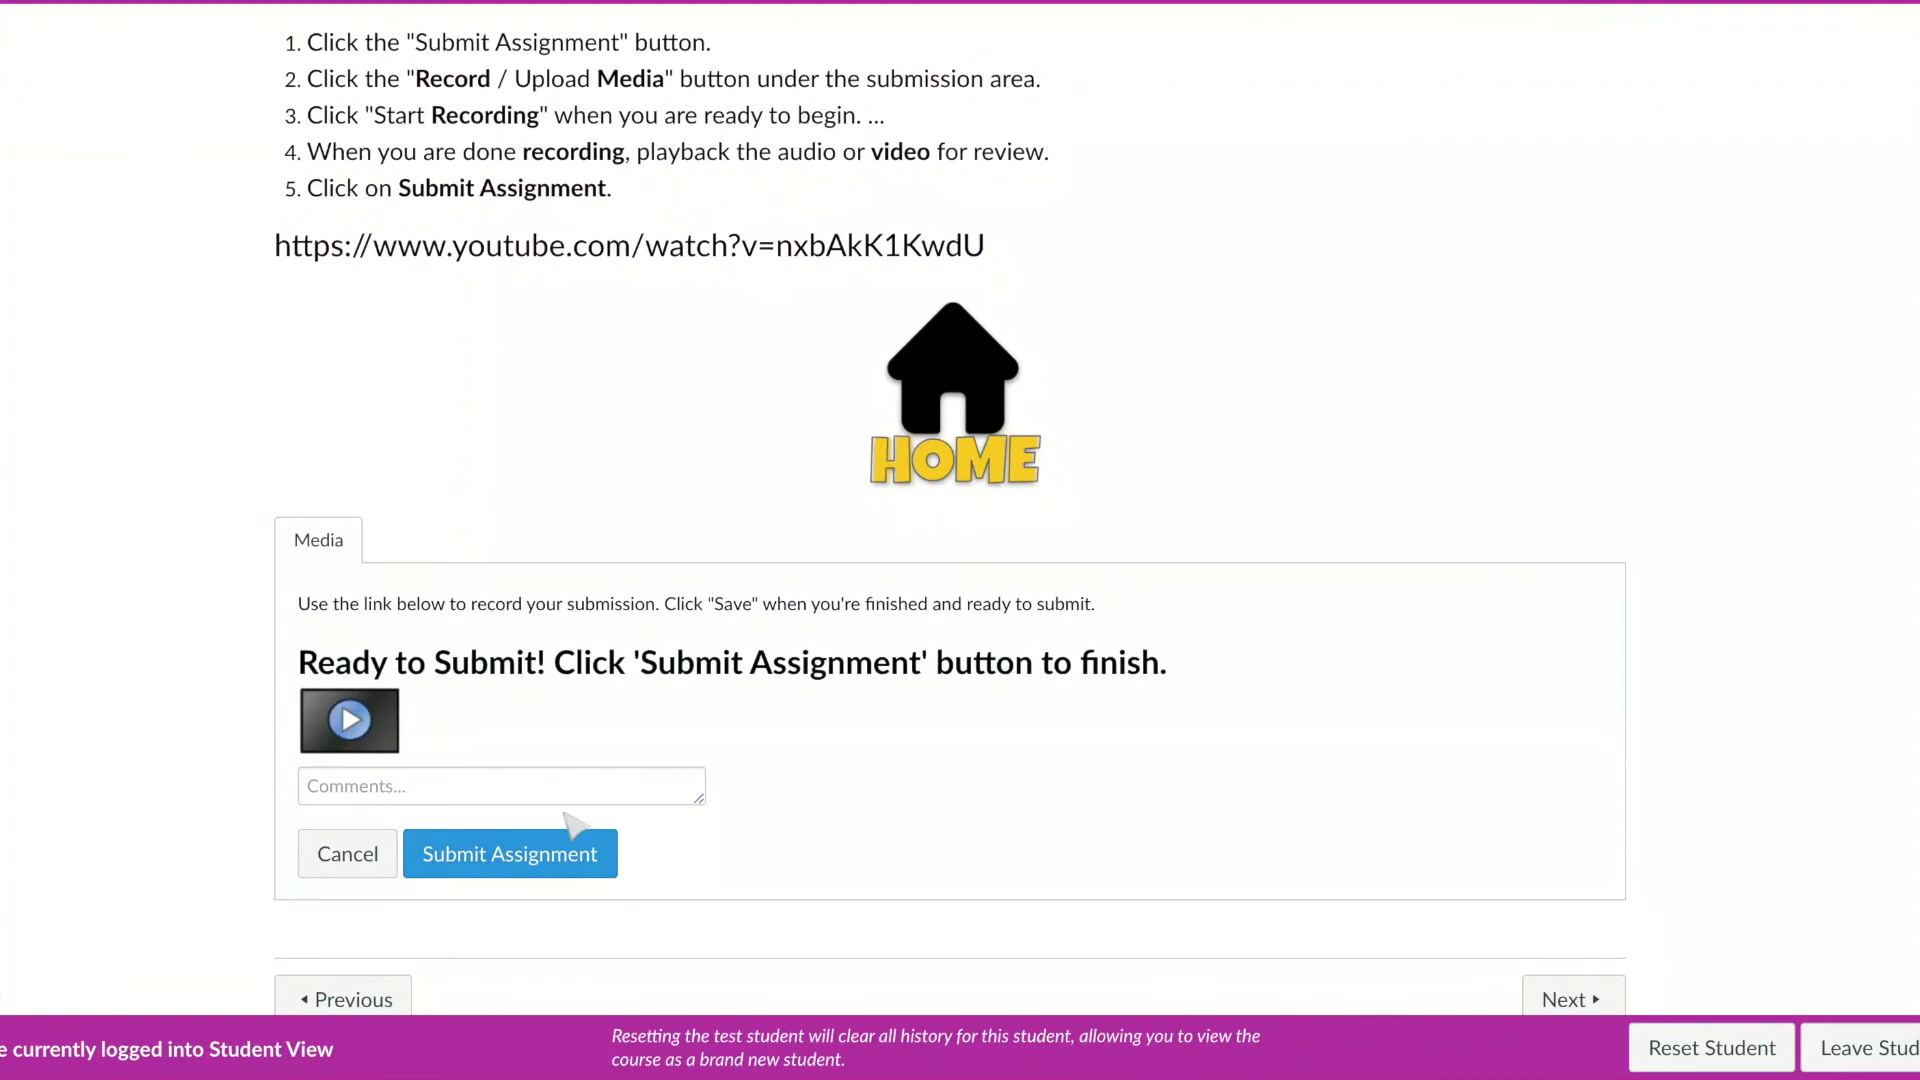 1. Click the "Submit Assignment" button.
2. Click the "Record / Upload Media" button under the submission area.
3. Click "Start Recording" when you are ready to begin. ...
4. When you are done recording, playback the audio or video for review.
5. Click on Submit Assignment.
https://www.youtube.com/watch?v=nxbAkK1KwdU
HOME
Media
Use the link below to record your submission. Click "Save" when you're finished and ready to submit.
Ready to Submit! Click 'Submit Assignment' button to finish.
Comments...
Cancel
Submit Assignment
Previous
Next
e currently logged into Student View
Resetting the test student will clear all history for this student, allowing you to view the
course as a brand new student.
Reset Student
Leave Stud